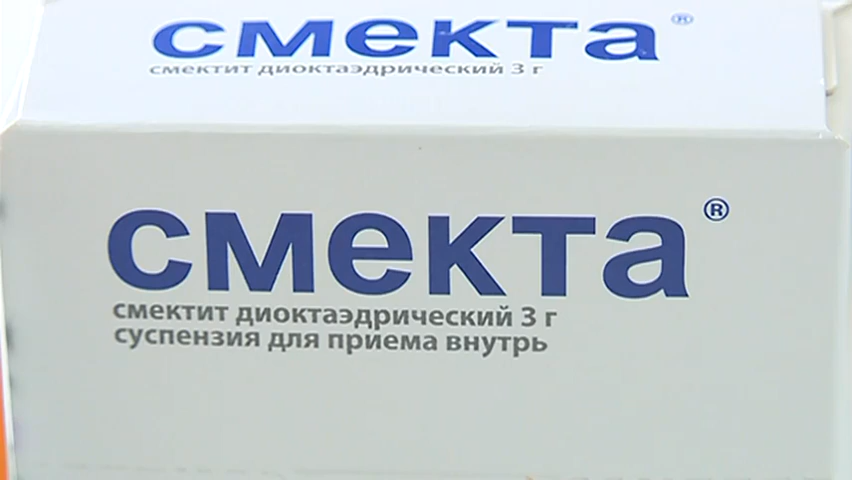 смекта®
смектит диоктаэдрический 3 г
смекта®
смектит диоктаэдрический 3 г
суспензия для приема внутрь